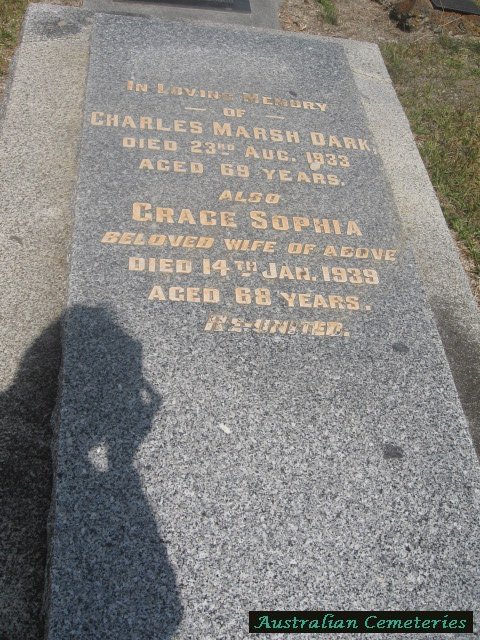 IN LOVING MEMORY
OF
CHARLES MARSH DARK,
DIED 23RD AUG. 1933
AGED 69 YEARS.
ALSO
GRACE SOPHIA
BELOVED WIFE OF ABOVE
DIED 14TH JAN. 1939
AGED 68 YEARS.
RE-UNITED.
Australian Cemeteries